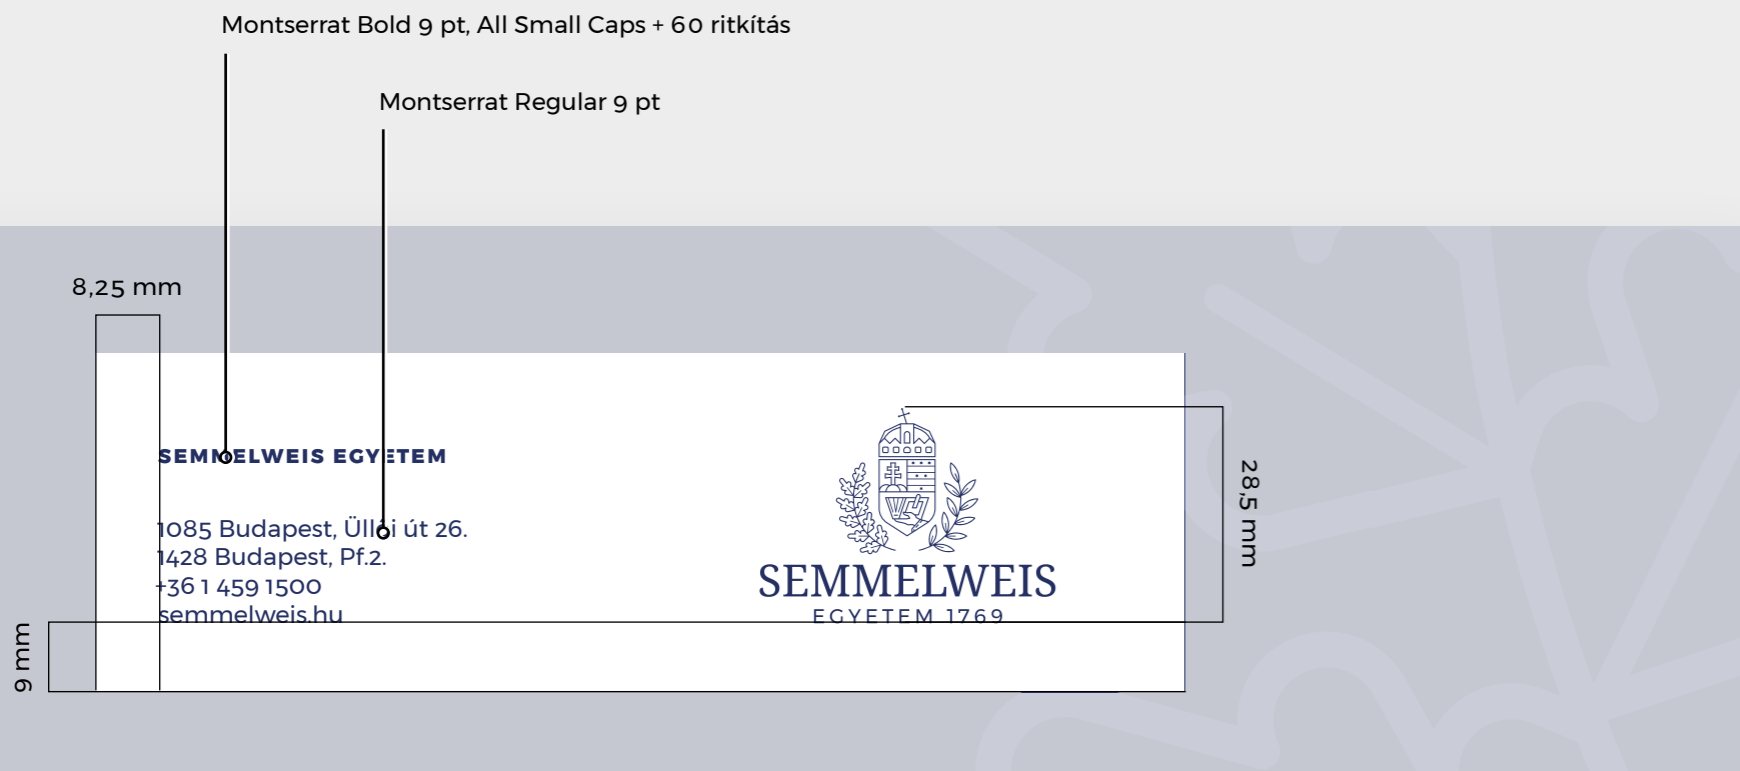 Montserrat Bold 9 pt, All Small Caps + 60 ritkítás
Montserrat Regular 9 pt
8,25 mm
SEMMELWEIS EGYETEM
1085 Budapest, Üllői út 26.
1428 Budapest, Pf.2.
+36 1 459 1500
semmelweis.hu
9 mm
SEMMELWEIS
EGYETEM 1769
28,5 mm